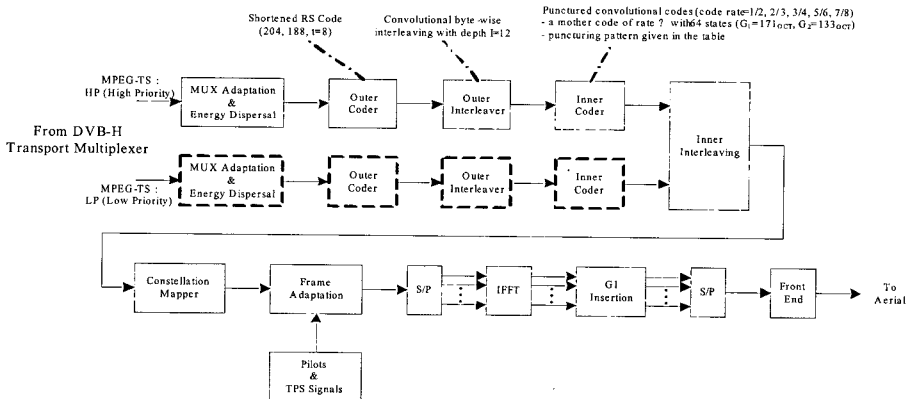 Shortened RS Code
(204, 188, t=8)
Convolutional byte-wise
interleaving with depth I=12
Punctured convolutional codes (code rate=1/2, 2/3, 3/4, 5/6, 7/8)
- a mother code of rate ? with 64 states (G1=171OCT, G2=133OCT)
- puncturing pattern given in the table
MPEG-TS :
HP (High Priority)
MUX Adaptation
&
Energy Dispersal
Outer
Coder
Outer
Interleaver
Inner
Coder
Inner
Interleaving
From DVB-H
Transport Multiplexer
MPEG-TS :
LP (Low Priority)
MUX Adaptation
&
Energy Dispersal
Outer
Coder
Outer
Interleaver
Inner
Coder
Constellation
Mapper
Frame
Adaptation
S/P
IFFT
GI
Insertion
S/P
Front
End
To
Aerial
Pilots
&
TPS Signals